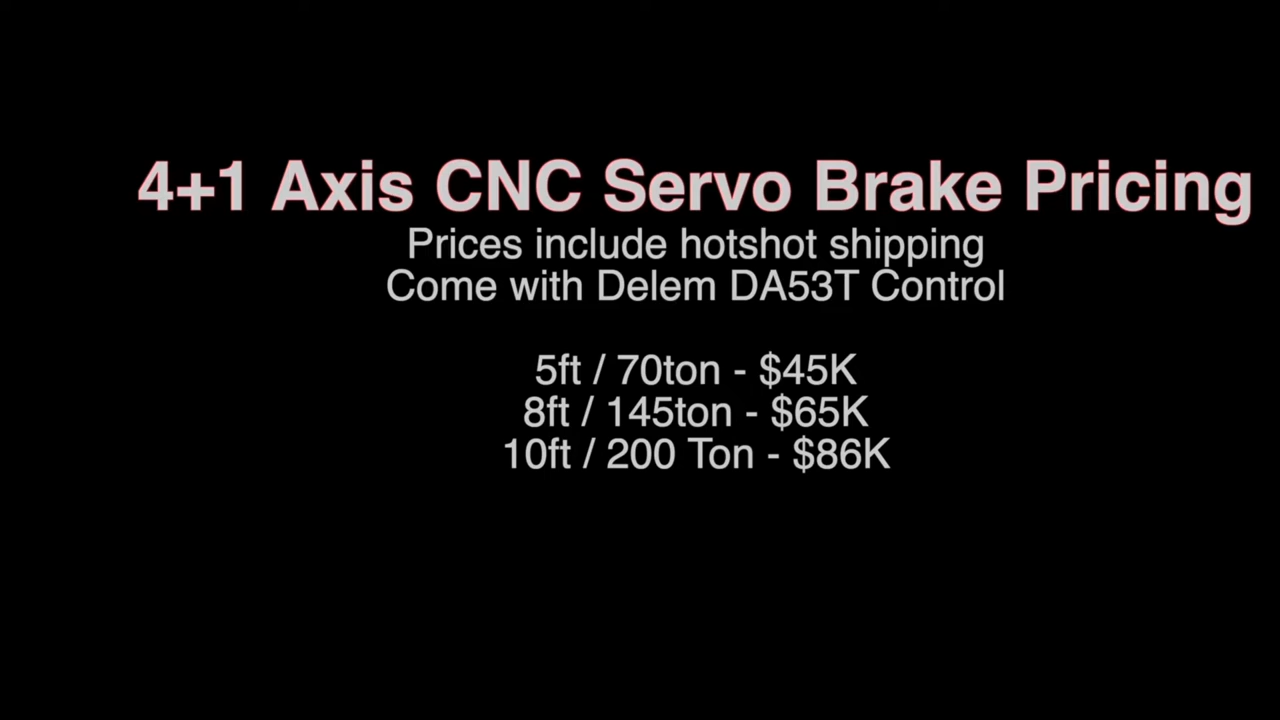 4+1 Axis CNC Servo Brake Pricing
Prices include hotshot shipping
Come with Delem DA53T Control
5ft / 70ton - $45K
8ft / 145ton - $65K
10ft / 200 Ton - $86K